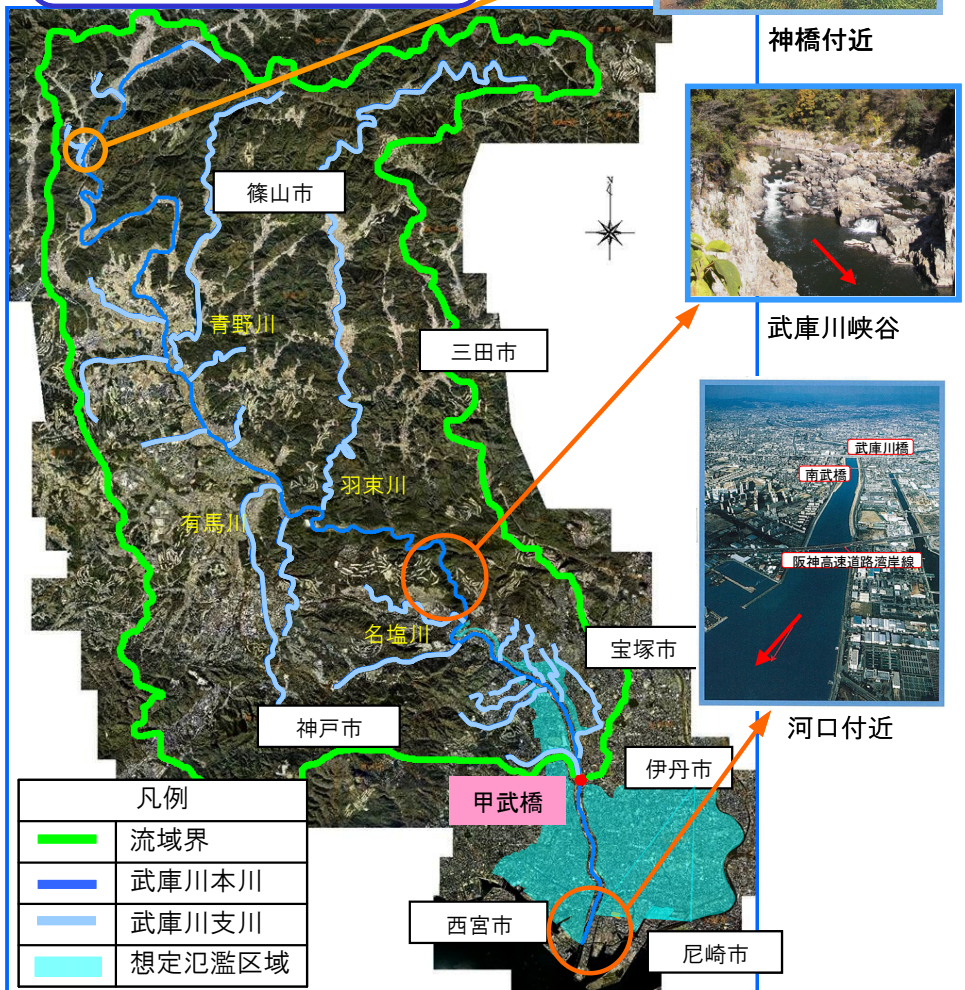 神橋付近
篠山市
N
青野川
三田市
武庫川峡谷
羽束川
有馬川
武庫川橋
南武橋
阪神高速道路湾岸線
名塩川
宝塚市
神戸市
河口付近
伊丹市
甲武橋
凡例
流域界
武庫川本川
武庫川支川
想定氾濫区域
西宮市
尼崎市